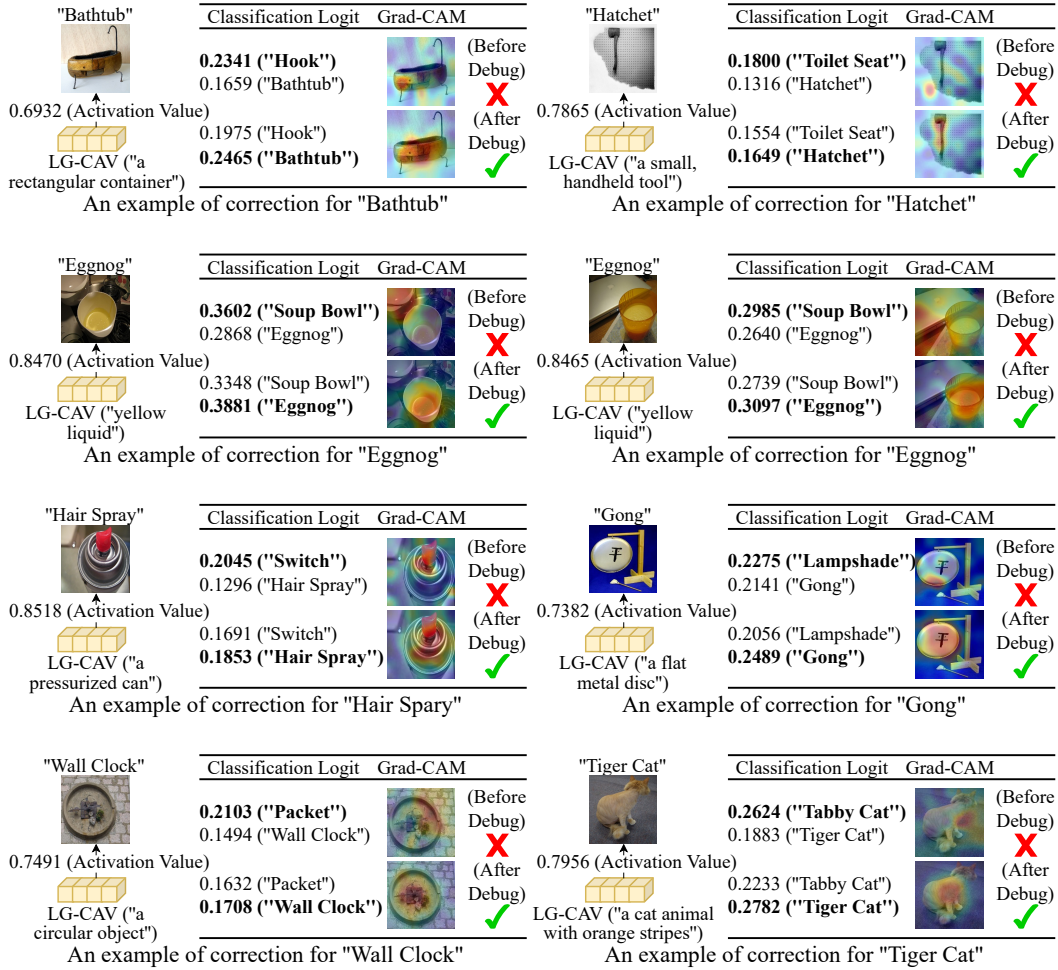 "Bathtub"
Classification Logit Grad-CAM
0.2341 ("Hook")
0.1659 ("Bathtub")
(Before
Debug)
X
0.6932 (Activation Value)
0.1975 ("Hook")
0.2465 ("Bathtub")
(After
Debug)
✓
LG-CAV ("a
rectangular container")
An example of correction for "Bathtub"
"Hatchet"
Classification Logit Grad-CAM
0.1800 ("Toilet Seat")
0.1316 ("Hatchet")
(Before
Debug)
X
0.7865 (Activation Value)
0.1554 ("Toilet Seat")
0.1649 ("Hatchet")
(After
Debug)
✓
LG-CAV ("a small,
handheld tool")
An example of correction for "Hatchet"
"Eggnog"
Classification Logit Grad-CAM
0.3602 ("Soup Bowl")
0.2868 ("Eggnog")
(Before
Debug)
X
0.8470 (Activation Value)
0.3348 ("Soup Bowl")
0.3881 ("Eggnog")
(After
Debug)
✓
LG-CAV ("yellow
liquid")
An example of correction for "Eggnog"
"Eggnog"
Classification Logit Grad-CAM
0.2985 ("Soup Bowl")
0.2640 ("Eggnog")
(Before
Debug)
X
0.8465 (Activation Value)
0.2739 ("Soup Bowl")
0.3097 ("Eggnog")
(After
Debug)
✓
LG-CAV ("yellow
liquid")
An example of correction for "Eggnog"
"Hair Spray"
Classification Logit Grad-CAM
0.2045 ("Switch")
0.1296 ("Hair Spray")
(Before
Debug)
X
0.8518 (Activation Value)
0.1691 ("Switch")
0.1853 ("Hair Spray")
(After
Debug)
✓
LG-CAV ("a
pressurized can")
An example of correction for "Hair Spary"
"Gong"
Classification Logit Grad-CAM
0.2275 ("Lampshade")
0.2141 ("Gong")
(Before
Debug)
X
0.7382 (Activation Value)
0.2056 ("Lampshade")
0.2489 ("Gong")
(After
Debug)
✓
LG-CAV ("a flat
metal disc")
An example of correction for "Gong"
"Wall Clock"
Classification Logit Grad-CAM
0.2103 ("Packet")
0.1494 ("Wall Clock")
(Before
Debug)
X
0.7491 (Activation Value)
0.1632 ("Packet")
0.1708 ("Wall Clock")
(After
Debug)
✓
LG-CAV ("a
circular object")
An example of correction for "Wall Clock"
"Tiger Cat"
Classification Logit Grad-CAM
0.2624 ("Tabby Cat")
0.1883 ("Tiger Cat")
(Before
Debug)
X
0.7956 (Activation Value)
0.2233 ("Tabby Cat")
0.2782 ("Tiger Cat")
(After
Debug)
✓
LG-CAV ("a cat animal
with orange stripes")
An example of correction for "Tiger Cat"